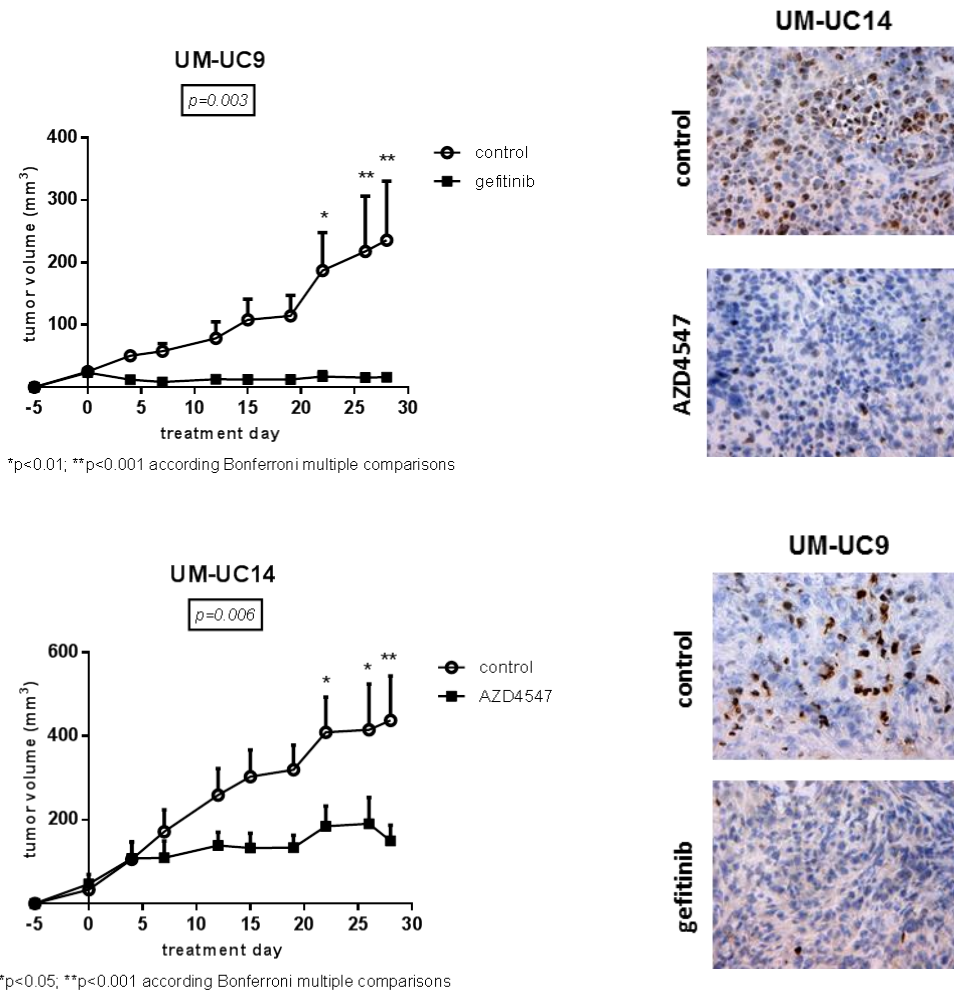 UM-UC9
p=0.003
400
300
200
100
tumor volume (mm3)
* ** **
control
gefitinib
-5 0 5 10 15 20 25 30
treatment day
*p<0.01; **p<0.001 according Bonferroni multiple comparisons
UM-UC14
control
AZD4547
UM-UC14
p=0.006
600
400
200
tumor volume (mm3)
* * **
control
AZD4547
-5 0 5 10 15 20 25 30
treatment day
*p<0.05; **p<0.001 according Bonferroni multiple comparisons
UM-UC9
control
gefitinib